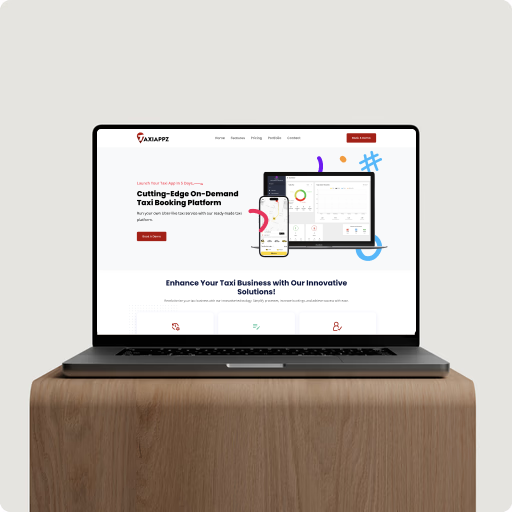 TAXIAPPZ
Home Features Pricing Portfolio Contact
Book A Demo
Launch Your Taxi App in 5 Days
Cutting-Edge On-Demand
Taxi Booking Platform
Run your own Uber-like taxi service with our ready-made taxi
platform.
Book A Demo
Enhance Your Taxi Business with Our Innovative
Solutions!